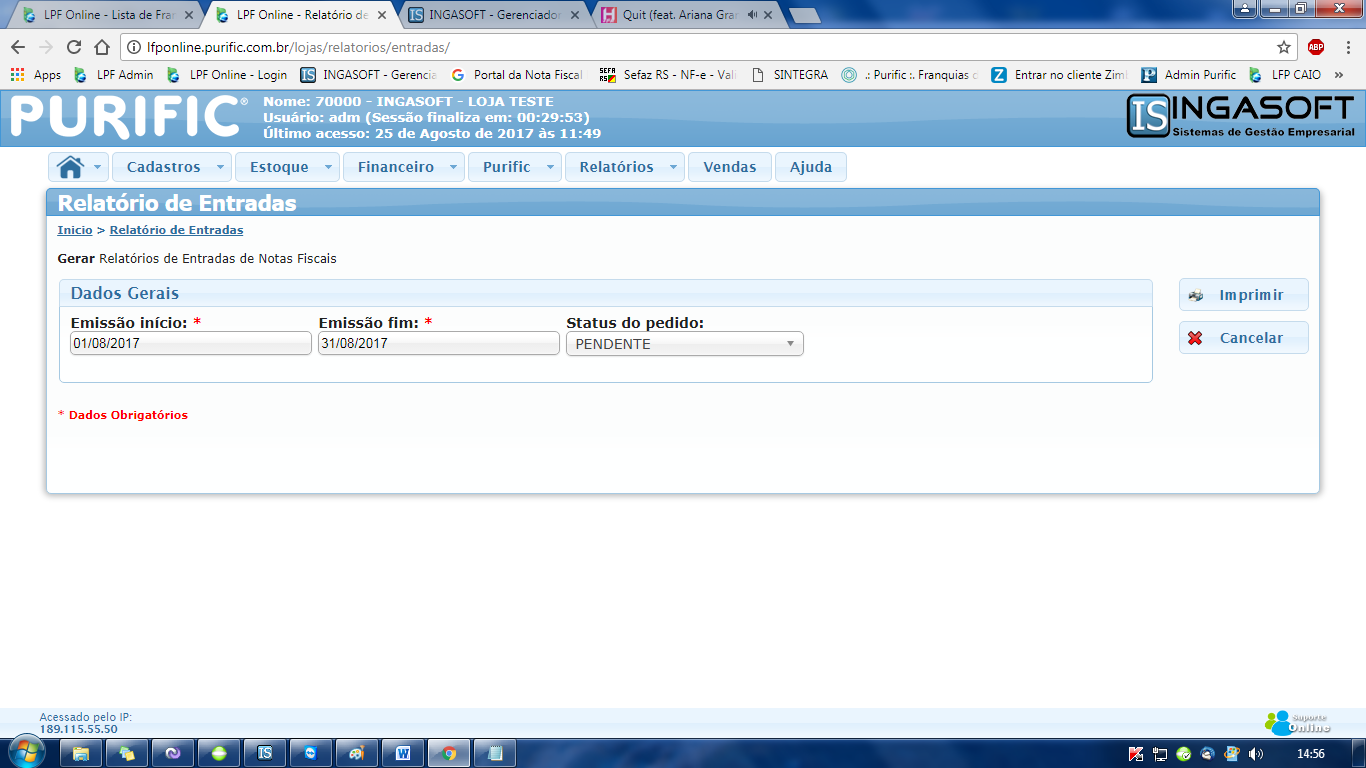 LPF Online - Lista de Fra
LPF Online - Relatório de
INGASOFT - Gerenciador
Quit (feat. Ariana Gran
lfponline.purific.com.br/lojas/relatorios/entradas/
ABP
Apps
LPF Admin
LPF Online - Login
INGASOFT - Gerencia
Portal da Nota Fiscal
SEFA RS
Sefaz RS - NF-e - Vali
SINTEGRA
.: Purific :. Franquias
Entrar no cliente Zim
Admin Purific
LFP CAIO
»
PURIFIC®
Nome: 70000 - INGASOFT - LOJA TESTE
Usuário: adm (Sessão finaliza em: 00:29:53)
Último acesso: 25 de Agosto de 2017 às 11:49
IS INGASOFT
Sistemas de Gestão Empresarial
Cadastros
Estoque
Financeiro
Purific
Relatórios
Vendas
Ajuda
Relatório de Entradas
Inicio > Relatório de Entradas
Gerar Relatórios de Entradas de Notas Fiscais
Dados Gerais
Imprimir
Emissão início: *
Emissão fim: *
Status do pedido:
01/08/2017
31/08/2017
PENDENTE
Cancelar
* Dados Obrigatórios
Acessado pelo IP:
189.115.55.50
Suporte
Online
14:56